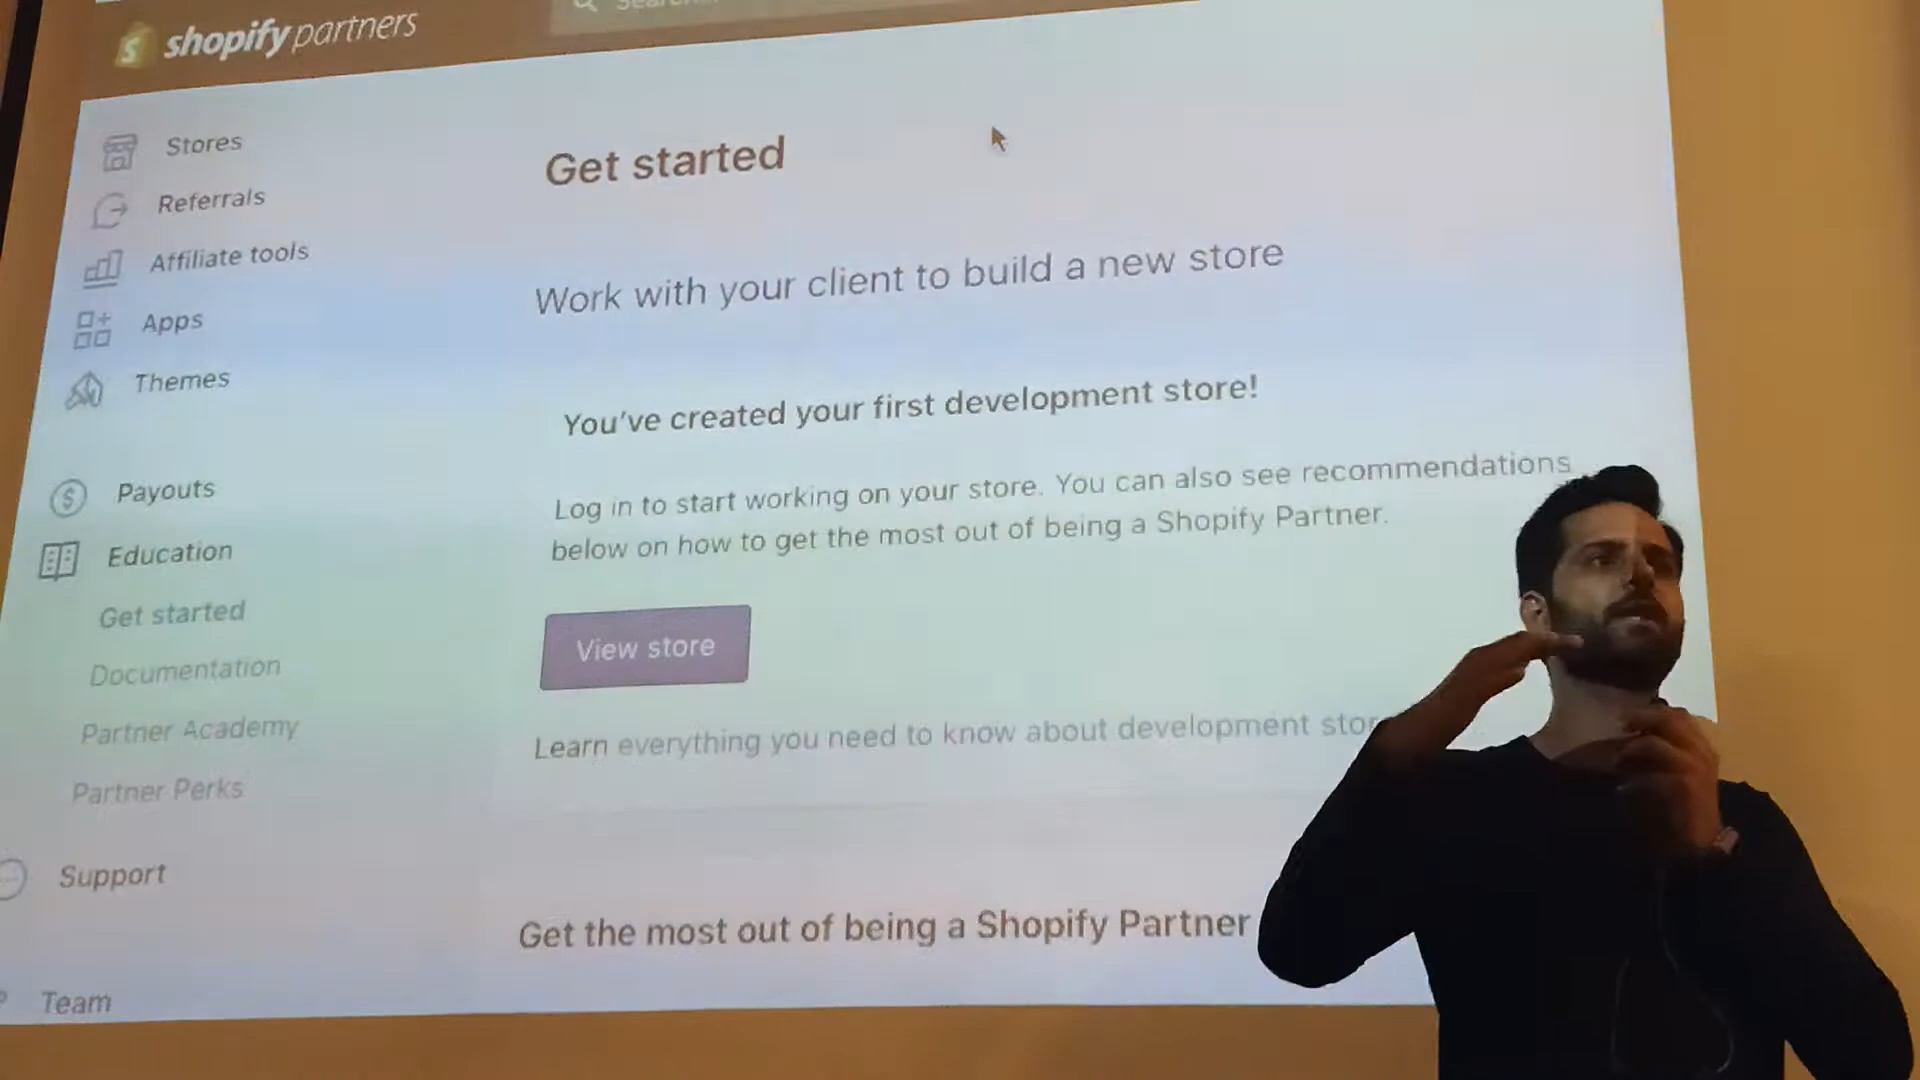 shopify partners
Search
Stores
Referrals
Affiliate tools
Apps
Themes
Payouts
Education
Get started
Documentation
Partner Academy
Partner Perks
Support
Team
Get started
Work with your client to build a new store
You've created your first development store!
Log in to start working on your store. You can also see recommendations
below on how to get the most out of being a Shopify Partner.
View store
Learn everything you need to know about development
Get the most out of being a Shopify Partner